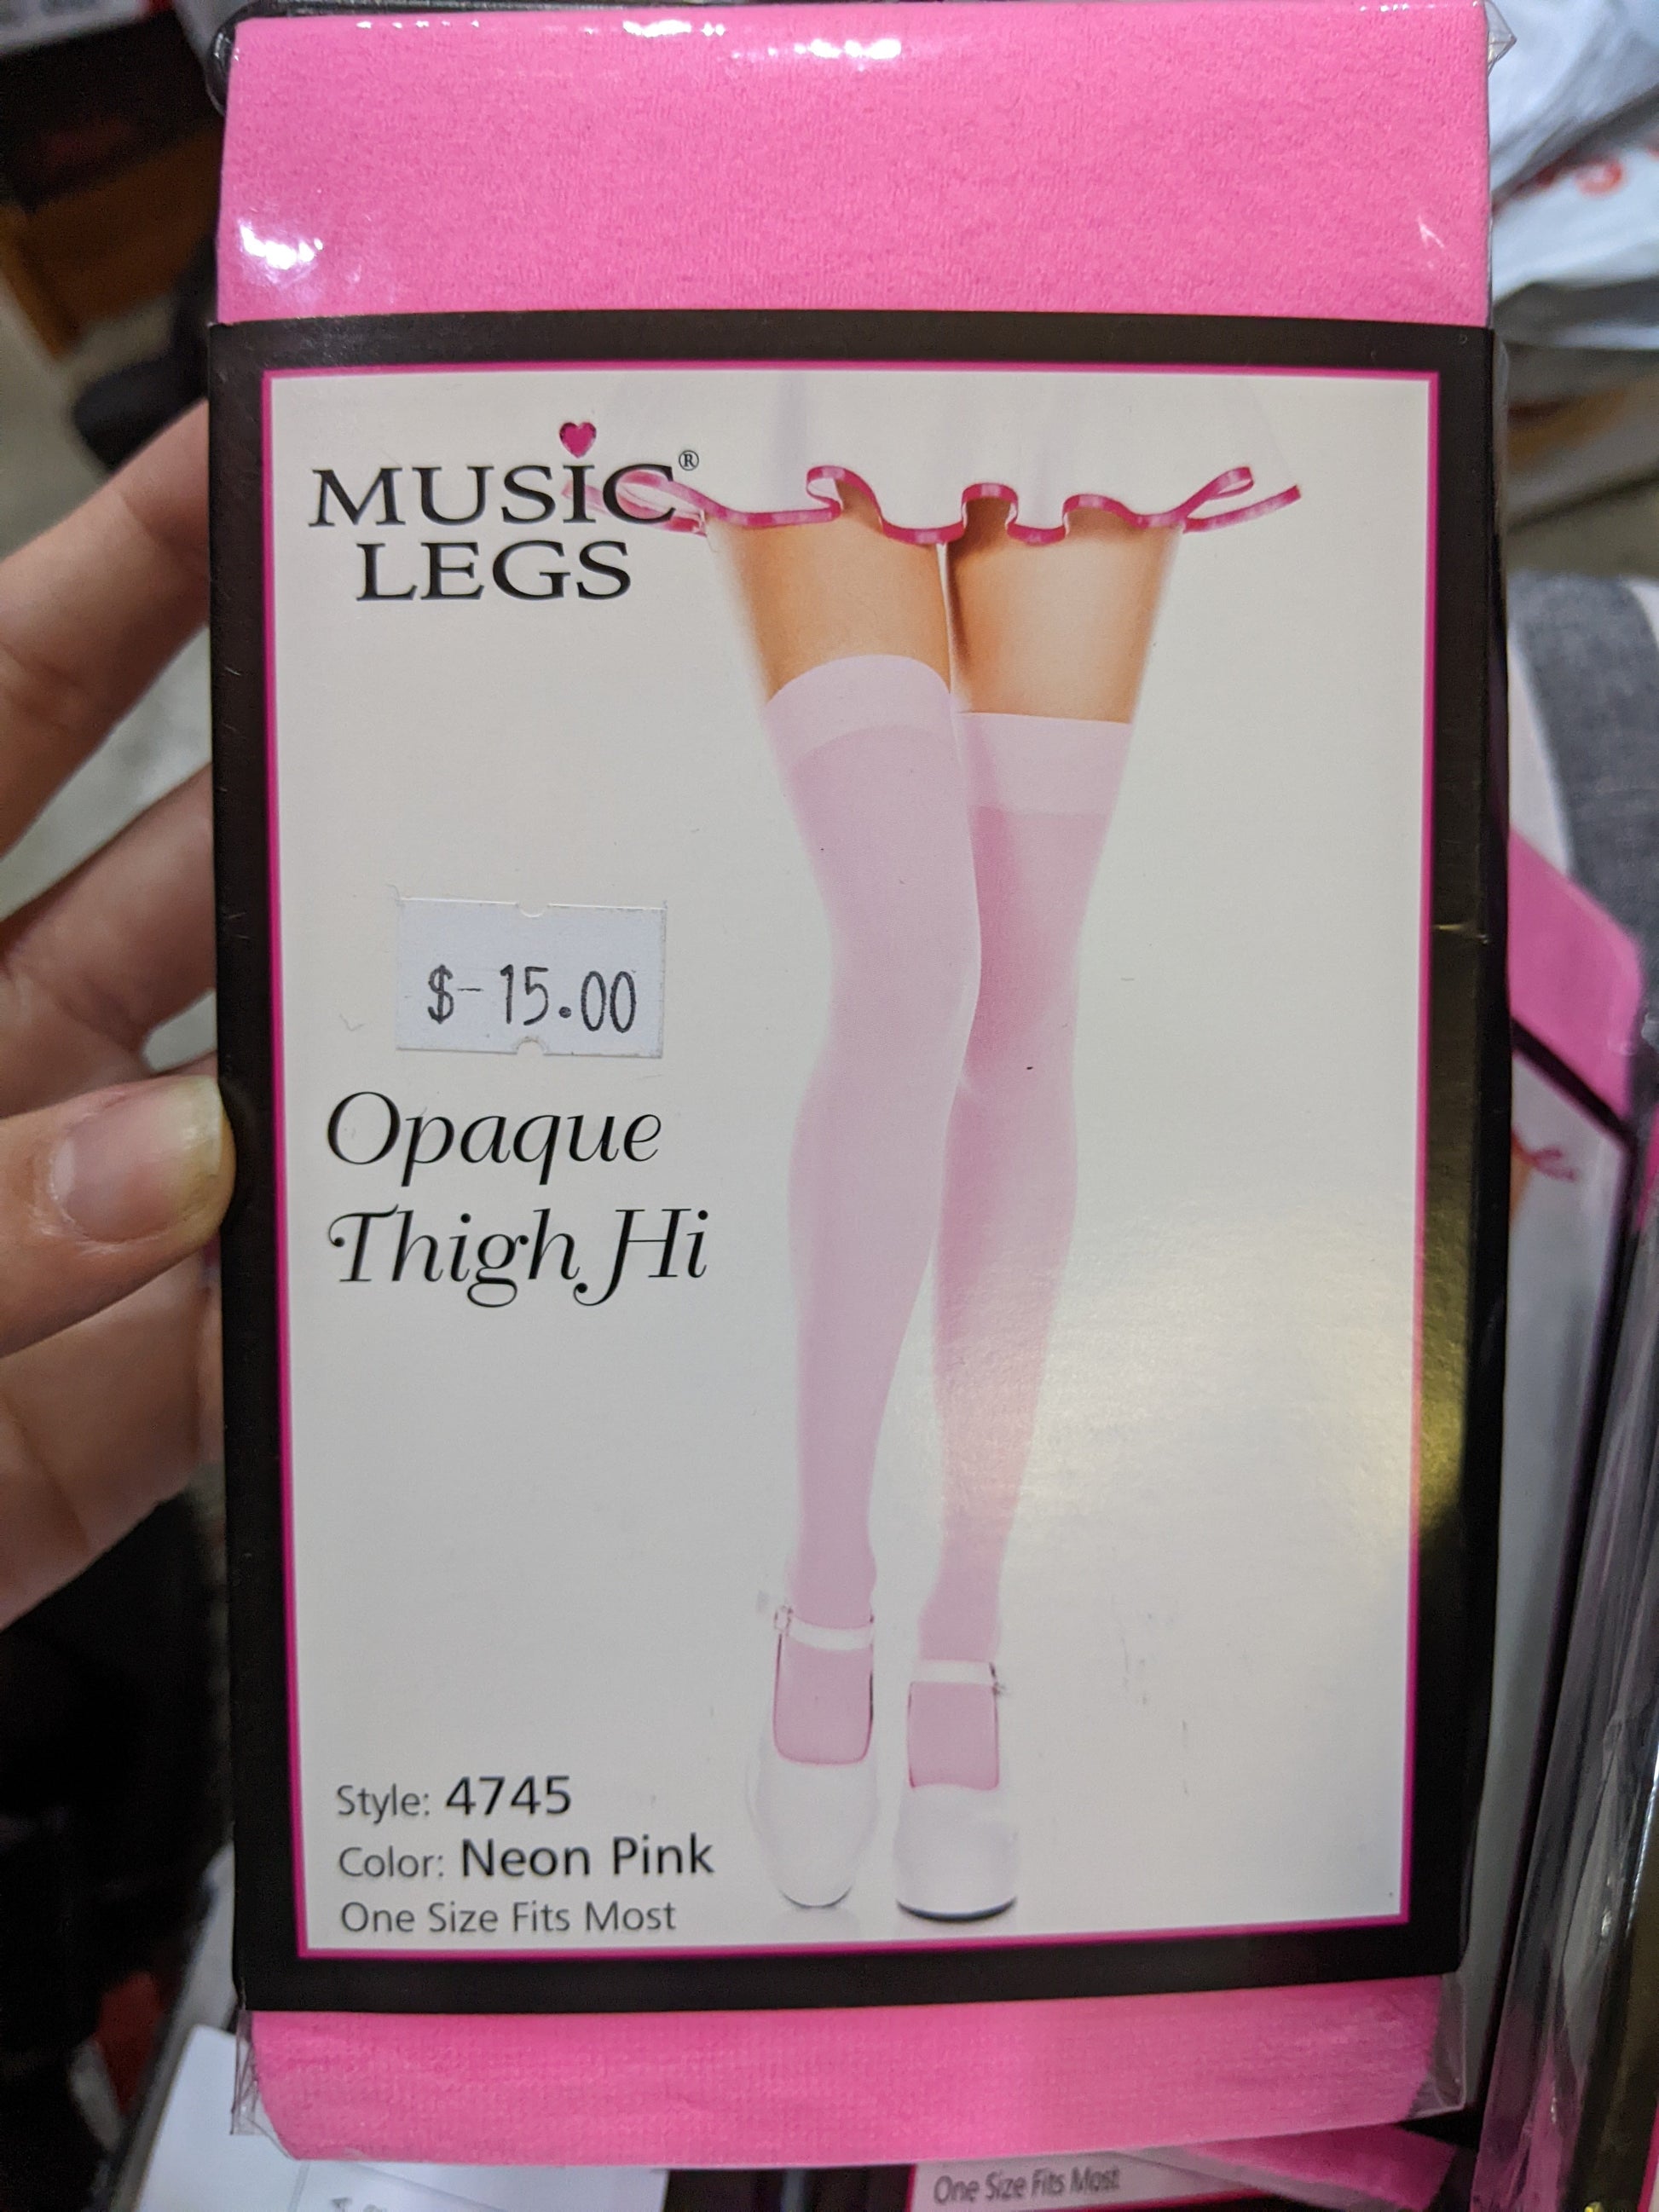 MUSIC®
LEGS
$- 15.00
Opaque
Thigh Hi
Style: 4745
Color: Neon Pink
One Size Fits Most
One Size Fits Most